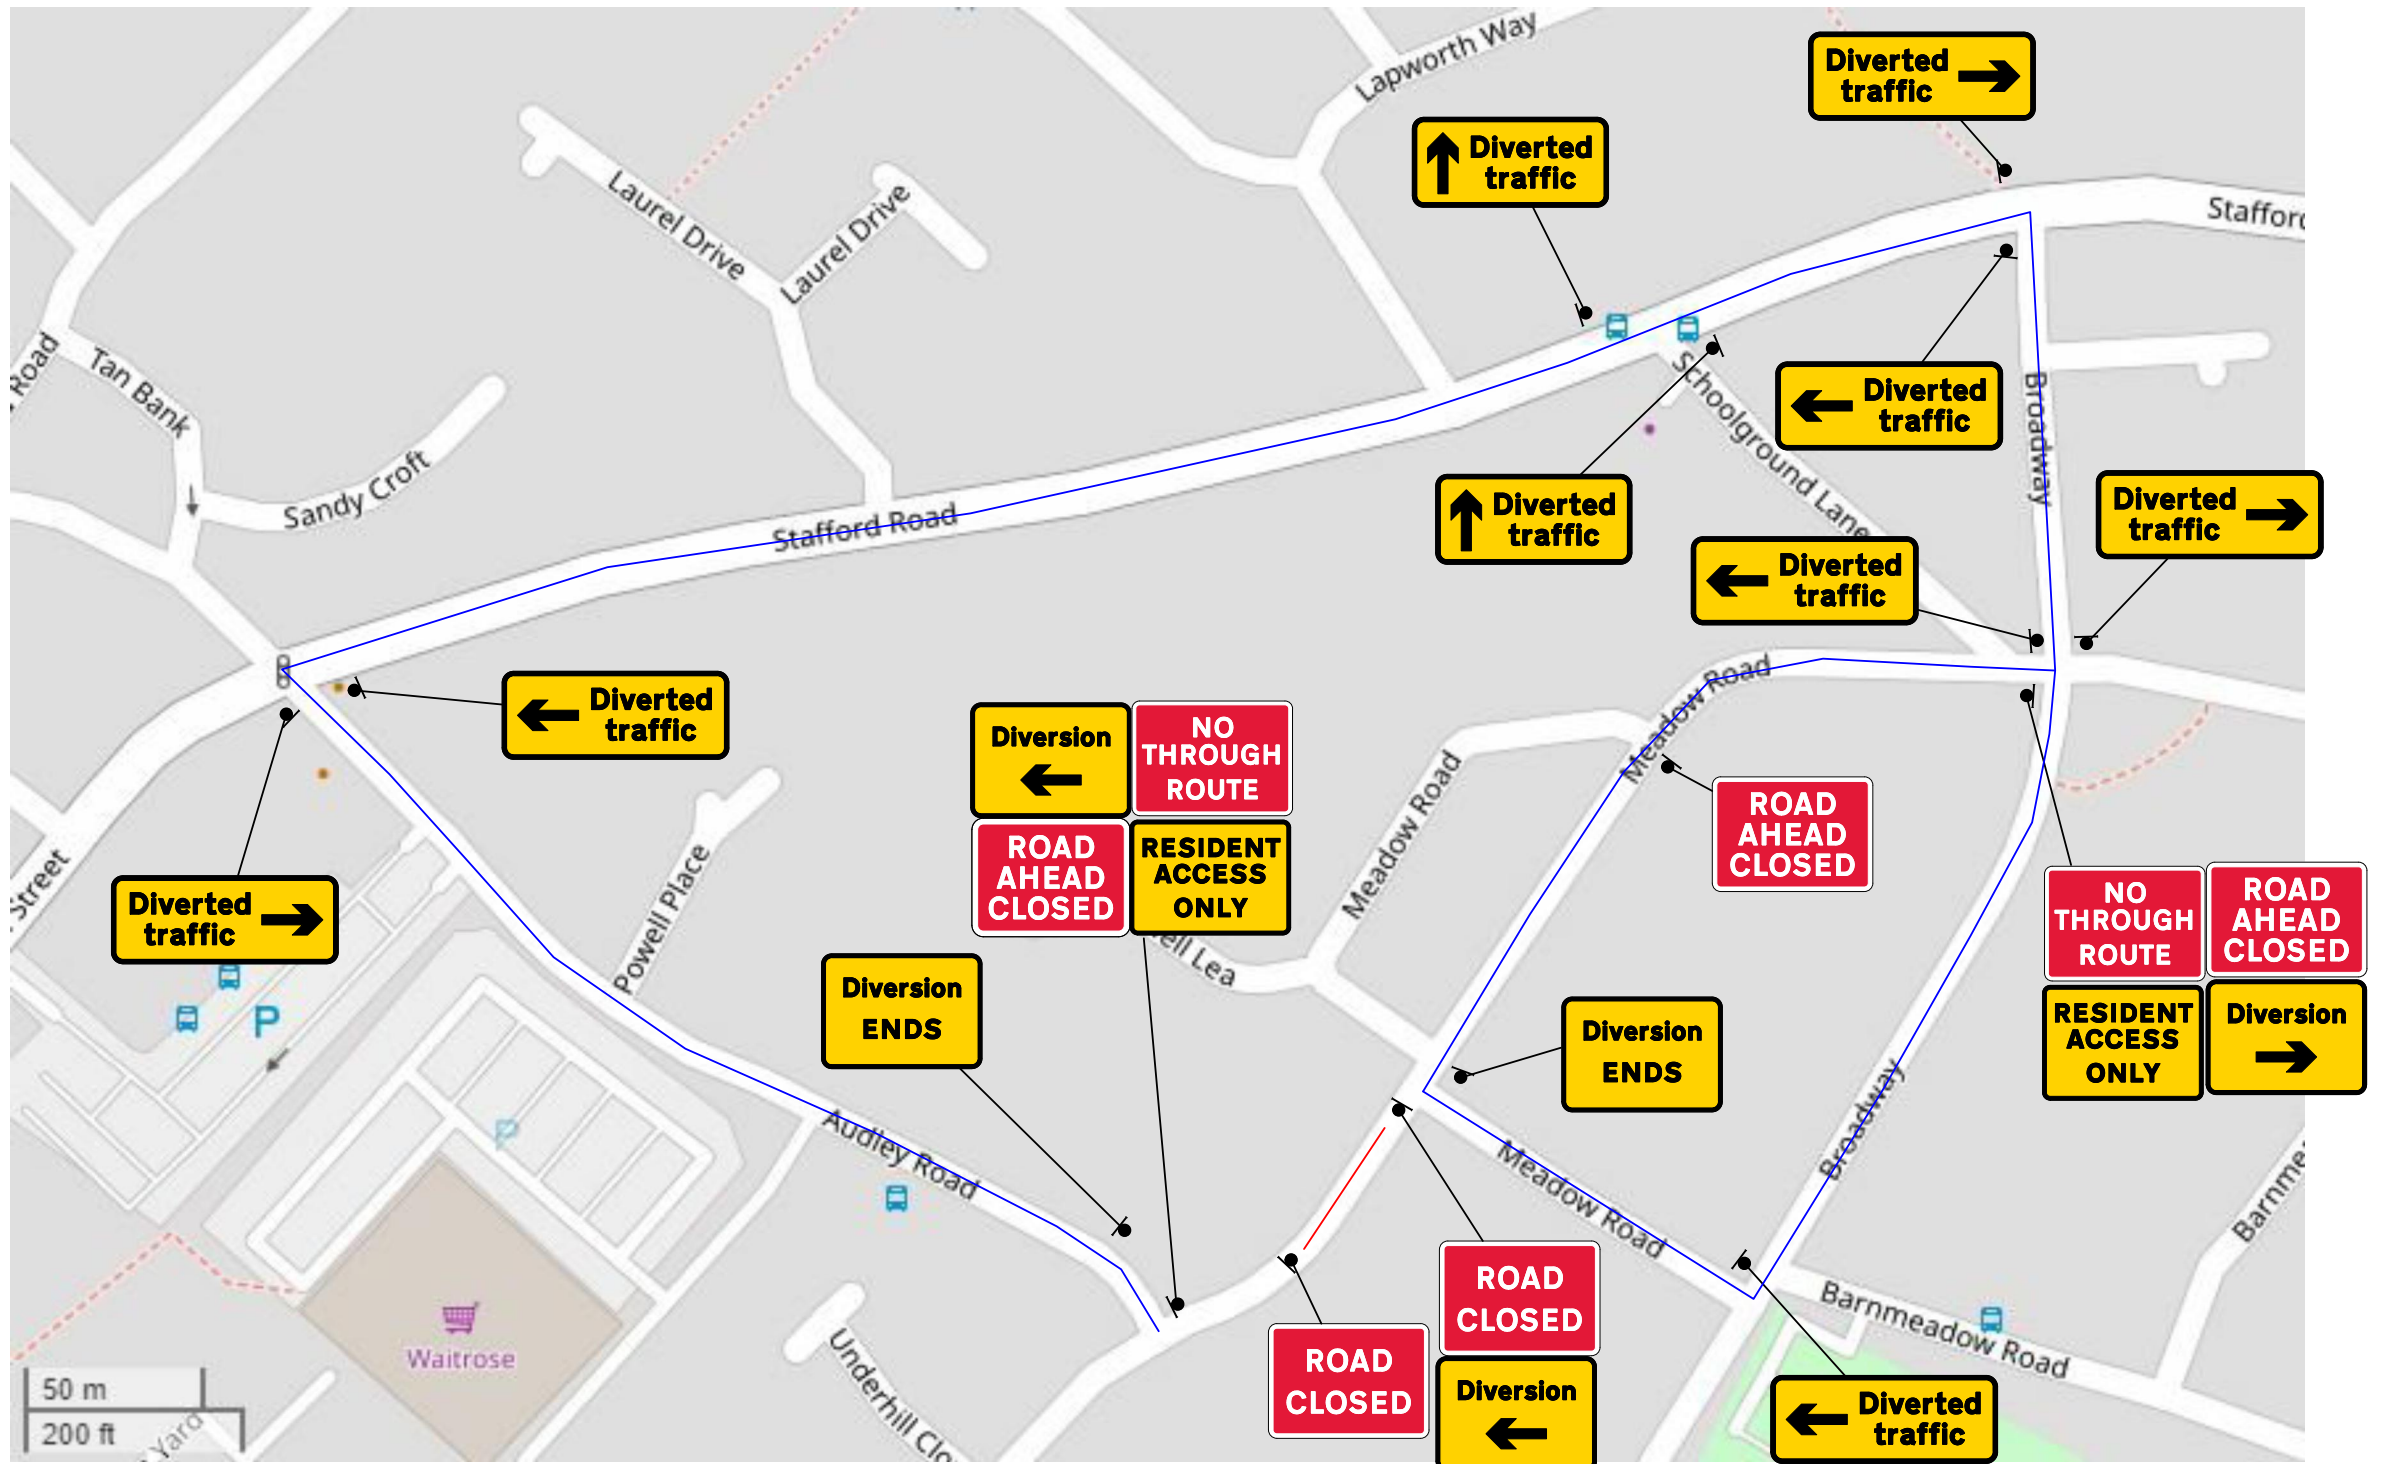 Lapworth Way
Diverted
traffic
Diverted
traffic
Laurel Drive
Laurel Drive
Road
Tan Bank
Sandy Croft
Stafford Road
Schoolground Lane
Broadway
Diverted
traffic
Diverted
traffic
Diverted
traffic
Diverted
traffic
Diverted
traffic
Diverted
traffic
Street
P
Powell Place
Diversion
NO
THROUGH
ROUTE
ROAD
AHEAD
CLOSED
RESIDENT
ACCESS
ONLY
Meadow Road
Meadow Road
ROAD
AHEAD
CLOSED
NO
THROUGH
ROUTE
ROAD
AHEAD
CLOSED
RESIDENT
ACCESS
ONLY
Diversion
Lea
Diversion
ENDS
Diversion
ENDS
P
Audley Road
Meadow Road
Broadway
Waitrose
Underhill Clo
ROAD
CLOSED
ROAD
CLOSED
Diversion
Barnmeadow Road
Diverted
traffic
50 m
200 ft
Yard